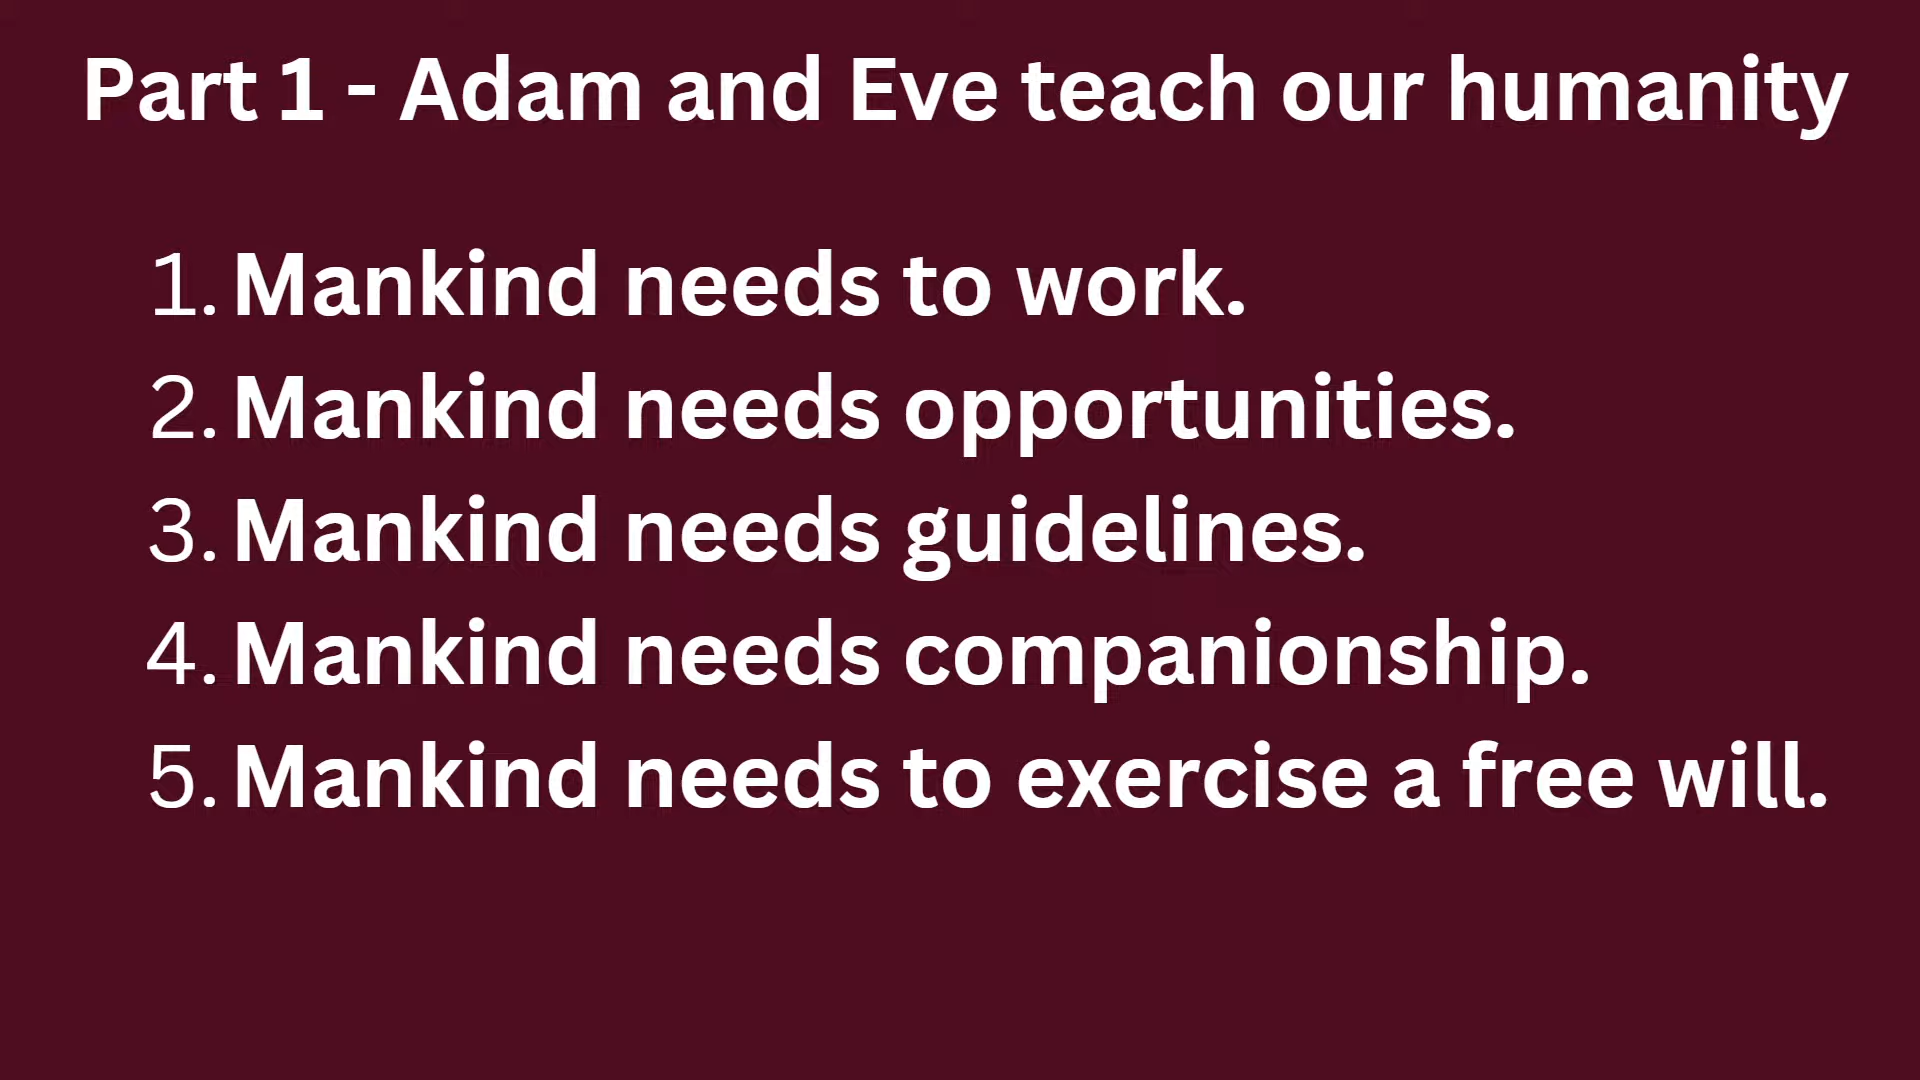 Part 1 - Adam and Eve teach our humanity
1. Mankind needs to work.
2. Mankind needs opportunities.
3. Mankind needs guidelines.
4. Mankind needs companionship.
5. Mankind needs to exercise a free will.